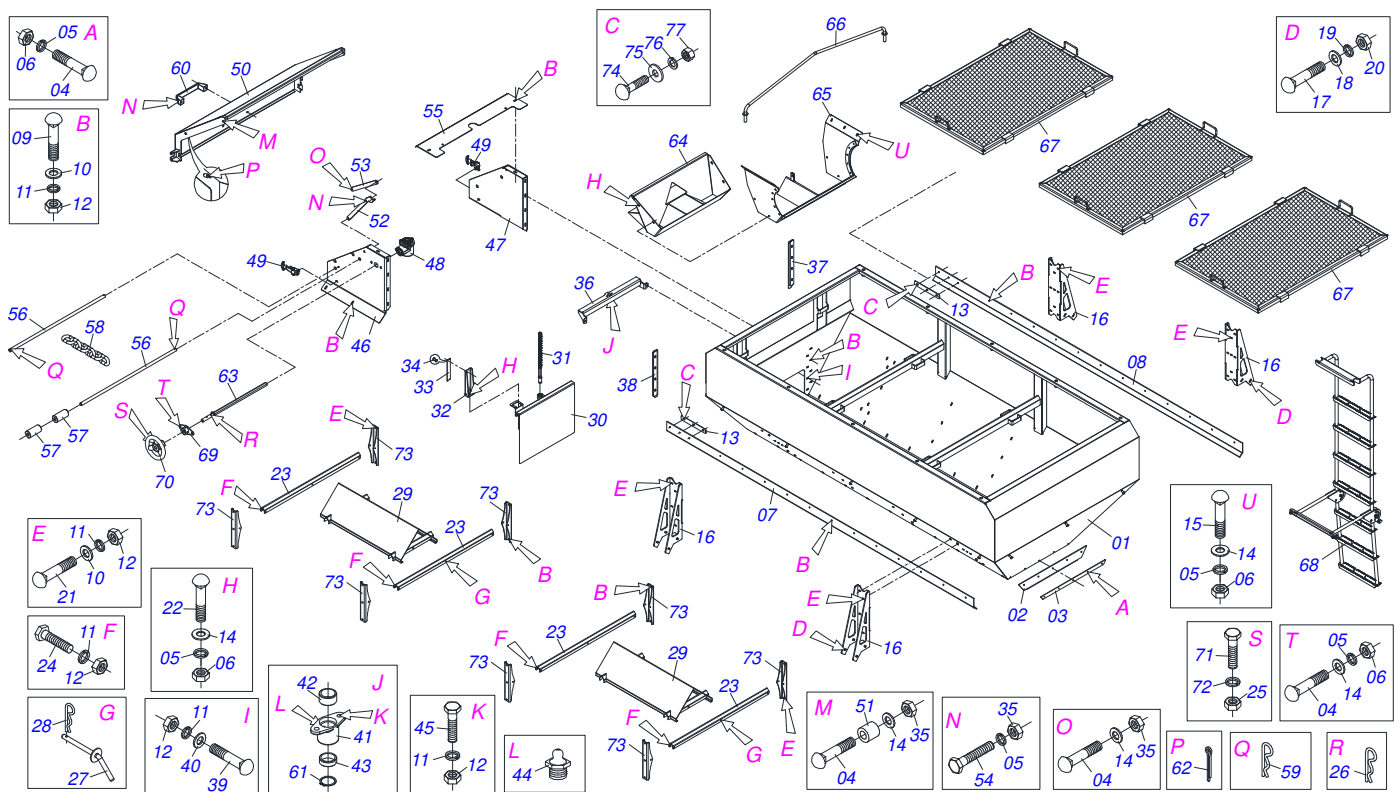 A
05
06
04
B
09
10
11
12
60
50
N
M
P
C
77
76
75
74
66
D
19
20
18
17
B
55
49
O
53
N
52
47
65
64
U
H
67
67
67
49
48
B
46
37
36
J
C
13
B
E
16
E
16
D
08
56
58
Q
56
Q
57
57
T
63
S
69
R
70
34
33
32
H
31
30
38
B
I
C
13
07
B
01
02
03
A
68
E
73
F
23
73
29
73
23
B
F
G
73
E
16
E
D
16
B
73
F
23
73
29
73
23
F
G
E
73
E
11
12
10
21
F
11
24
12
G
28
27
H
22
14
05
06
I
11
12
40
39
J
42
L
K
41
43
61
K
45
11
12
L
44
M
51
35
14
04
N
35
05
54
O
35
14
04
P
62
Q
59
R
26
S
71
72
25
T
05
06
14
04
U
15
14
05
06